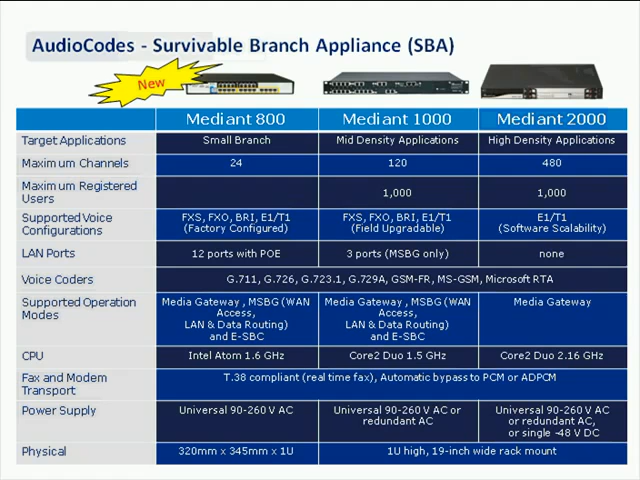 AudioCodes - Survivable Branch Appliance (SBA)
New
Mediant 800 Mediant 1000 Mediant 2000
Target Applications Small Branch Mid Density Applications High Density Applications
Maximum Channels 24 120 480
Maximum Registered
Users 1,000 1,000
Supported Voice
Configurations
FXS, FXO, BRI, E1/T1
(Factory Configured)
FXS, FXO, BRI, E1/T1
(Field Upgradable)
E1/T1
(Software Scalability)
LAN Ports 12 ports with POE 3 ports (MSBG only) none
Voice Coders G.711, G.726, G.723.1, G.729A, GSM-FR, MS-GSM, Microsoft RTA
Supported Operation
Modes
Media Gateway , MSBG (WAN
Access,
LAN & Data Routing)
and E-SBC
Media Gateway , MSBG (WAN
Access,
LAN & Data Routing)
and E-SBC
Media Gateway
CPU Intel Atom 1.6 GHz Core2 Duo 1.5 GHz Core2 Duo 2.16 GHz
Fax and Modem
Transport
T.38 compliant (real time fax), Automatic bypass to PCM or ADPCM
Power Supply
Universal 90-260 V AC
Universal 90-260 V AC or
redundant AC
Universal 90-260 V AC
or redundant AC,
or single -48 V DC
Physical 320mm x 345mm x 1U 1U high, 19-inch wide rack mount